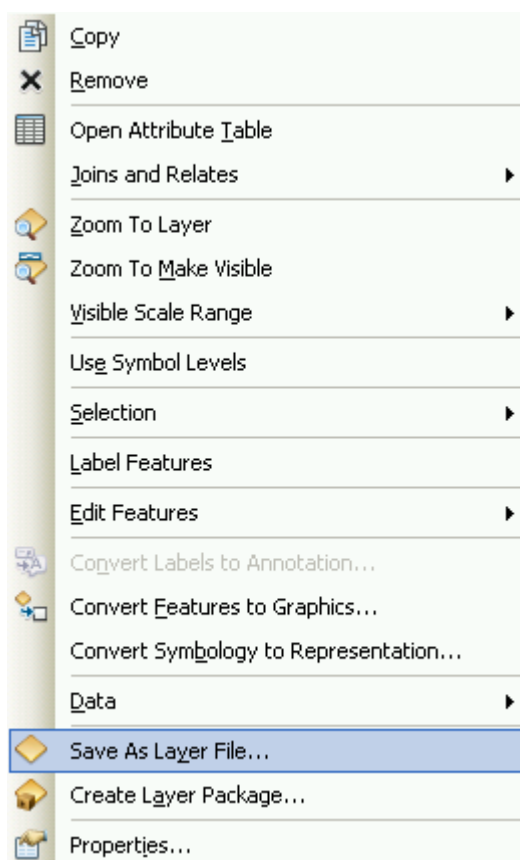 Copy
Remove
Open Attribute Table
Joins and Relates
Zoom To Layer
Zoom To Make Visible
Visible Scale Range
Use Symbol Levels
Selection
Label Features
Edit Features
Convert Labels to Annotation...
Convert Features to Graphics...
Convert Symbology to Representation...
Data
Save As Layer File...
Create Layer Package...
Properties...